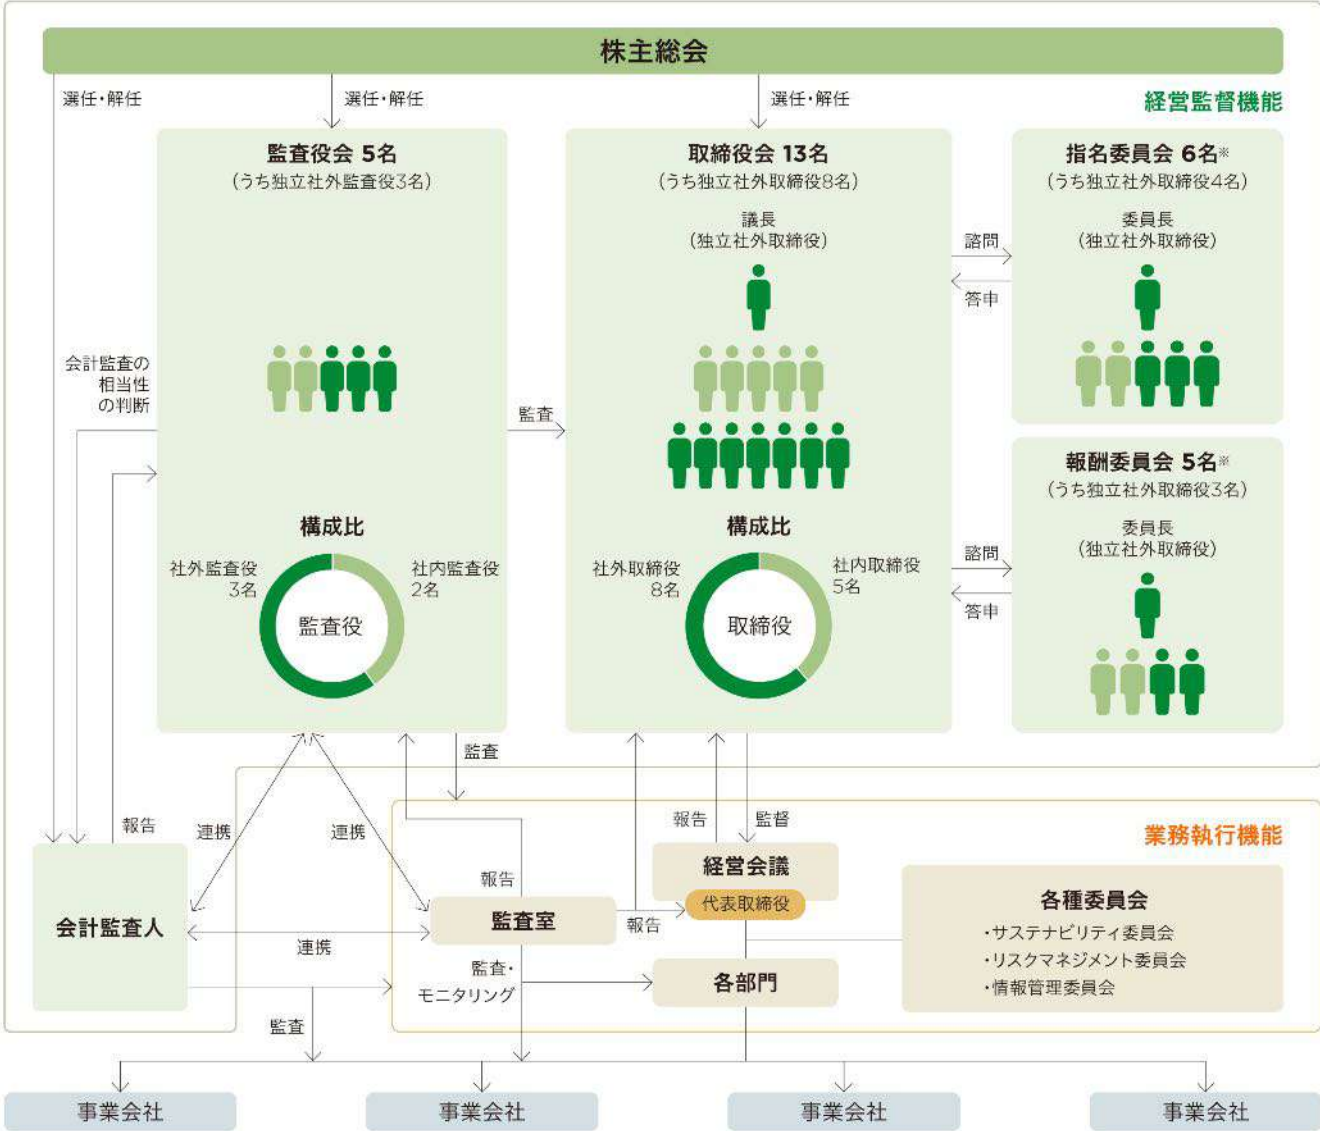 株主総会
選任・解任
選任・解任
選任・解任
経営監督機能
監査役会 5名
(うち独立社外監査役3名)
取締役会 13名
(うち独立社外取締役8名)
議長
(独立社外取締役)
指名委員会 6名※
(うち独立社外取締役4名)
委員長
(独立社外取締役)
諮問
答申
会計監査の
相当性
の判断
監査
報酬委員会 5名※
(うち独立社外取締役3名)
委員長
(独立社外取締役)
諮問
答申
構成比
社外監査役
3名
社内監査役
2名
監査役
構成比
社外取締役
8名
社内取締役
5名
取締役
監査
報告
連携
連携
報告
監督
業務執行機能
経営会議
代表取締役
報告
監査室
報告
会計監査人
連携
監査・
モニタリング
各部門
各種委員会
・サステナビリティ委員会
・リスクマネジメント委員会
・情報管理委員会
監査
事業会社
事業会社
事業会社
事業会社